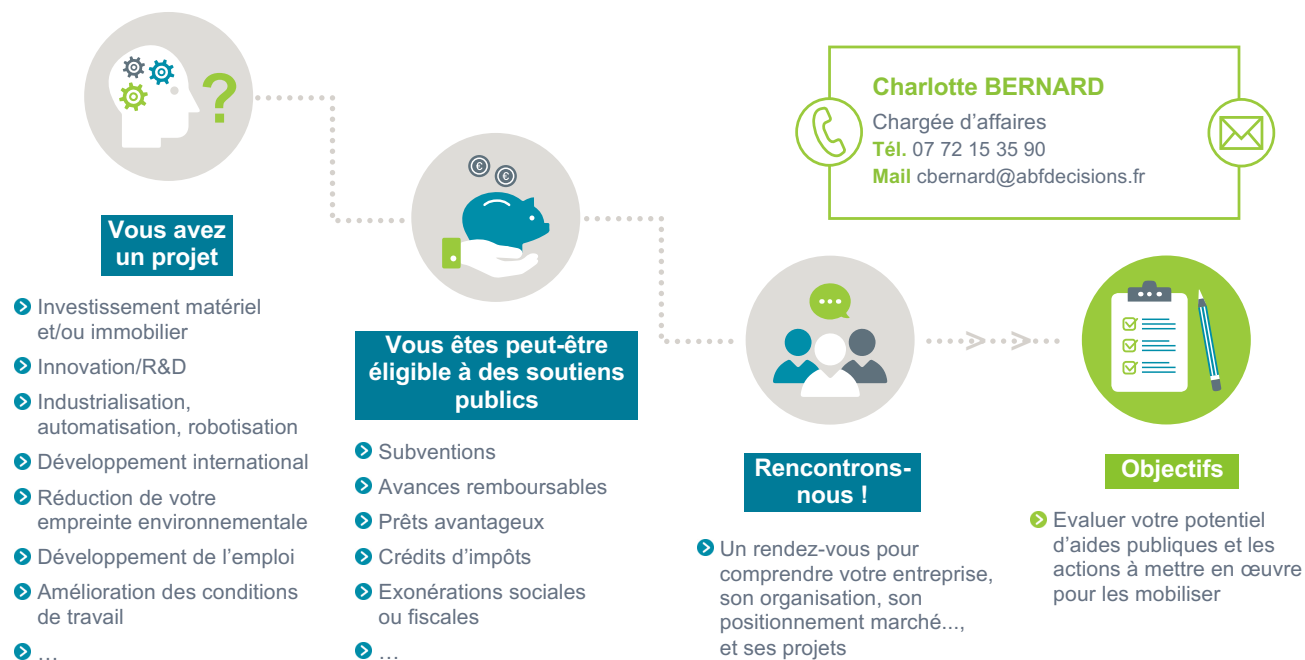 Charlotte BERNARD
Chargée d'affaires
Tél. 07 72 15 35 90
Mail cbernard@abfdecisions.fr
?
Vous avez
un projet
Investissement matériel
et/ou immobilier
Innovation/R&D
Industrialisation,
automatisation, robotisation
Développement international
Réduction de votre
empreinte environnementale
Développement de l'emploi
Amélioration des conditions
de travail
…
€
€
Vous êtes peut-être
éligible à des soutiens
publics
Subventions
Avances remboursables
Prêts avantageux
Crédits d'impôts
Exonérations sociales
ou fiscales
…
Rencontrons-
nous !
Un rendez-vous pour
comprendre votre entreprise,
son organisation, son
positionnement marché...,
et ses projets
Objectifs
Evaluer votre potentiel
d'aides publiques et les
actions à mettre en œuvre
pour les mobiliser